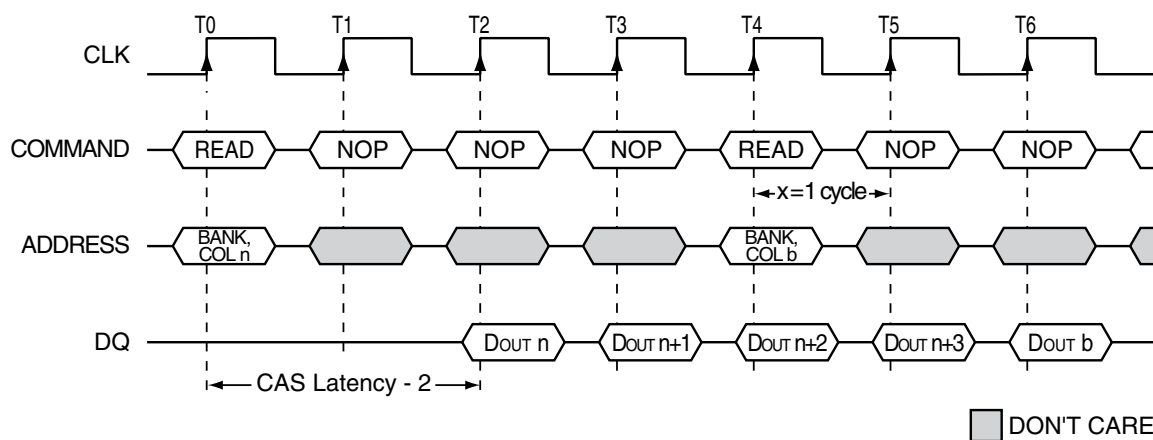 T0 T1 T2 T3 T4 T5 T6
CLK
COMMAND READ NOP NOP NOP READ NOP NOP
x=1 cycle
ADDRESS BANK, COL n BANK, COL b
DQ DOUT n DOUT n+1 DOUT n+2 DOUT n+3 DOUT b
CAS Latency - 2
DON'T CARE